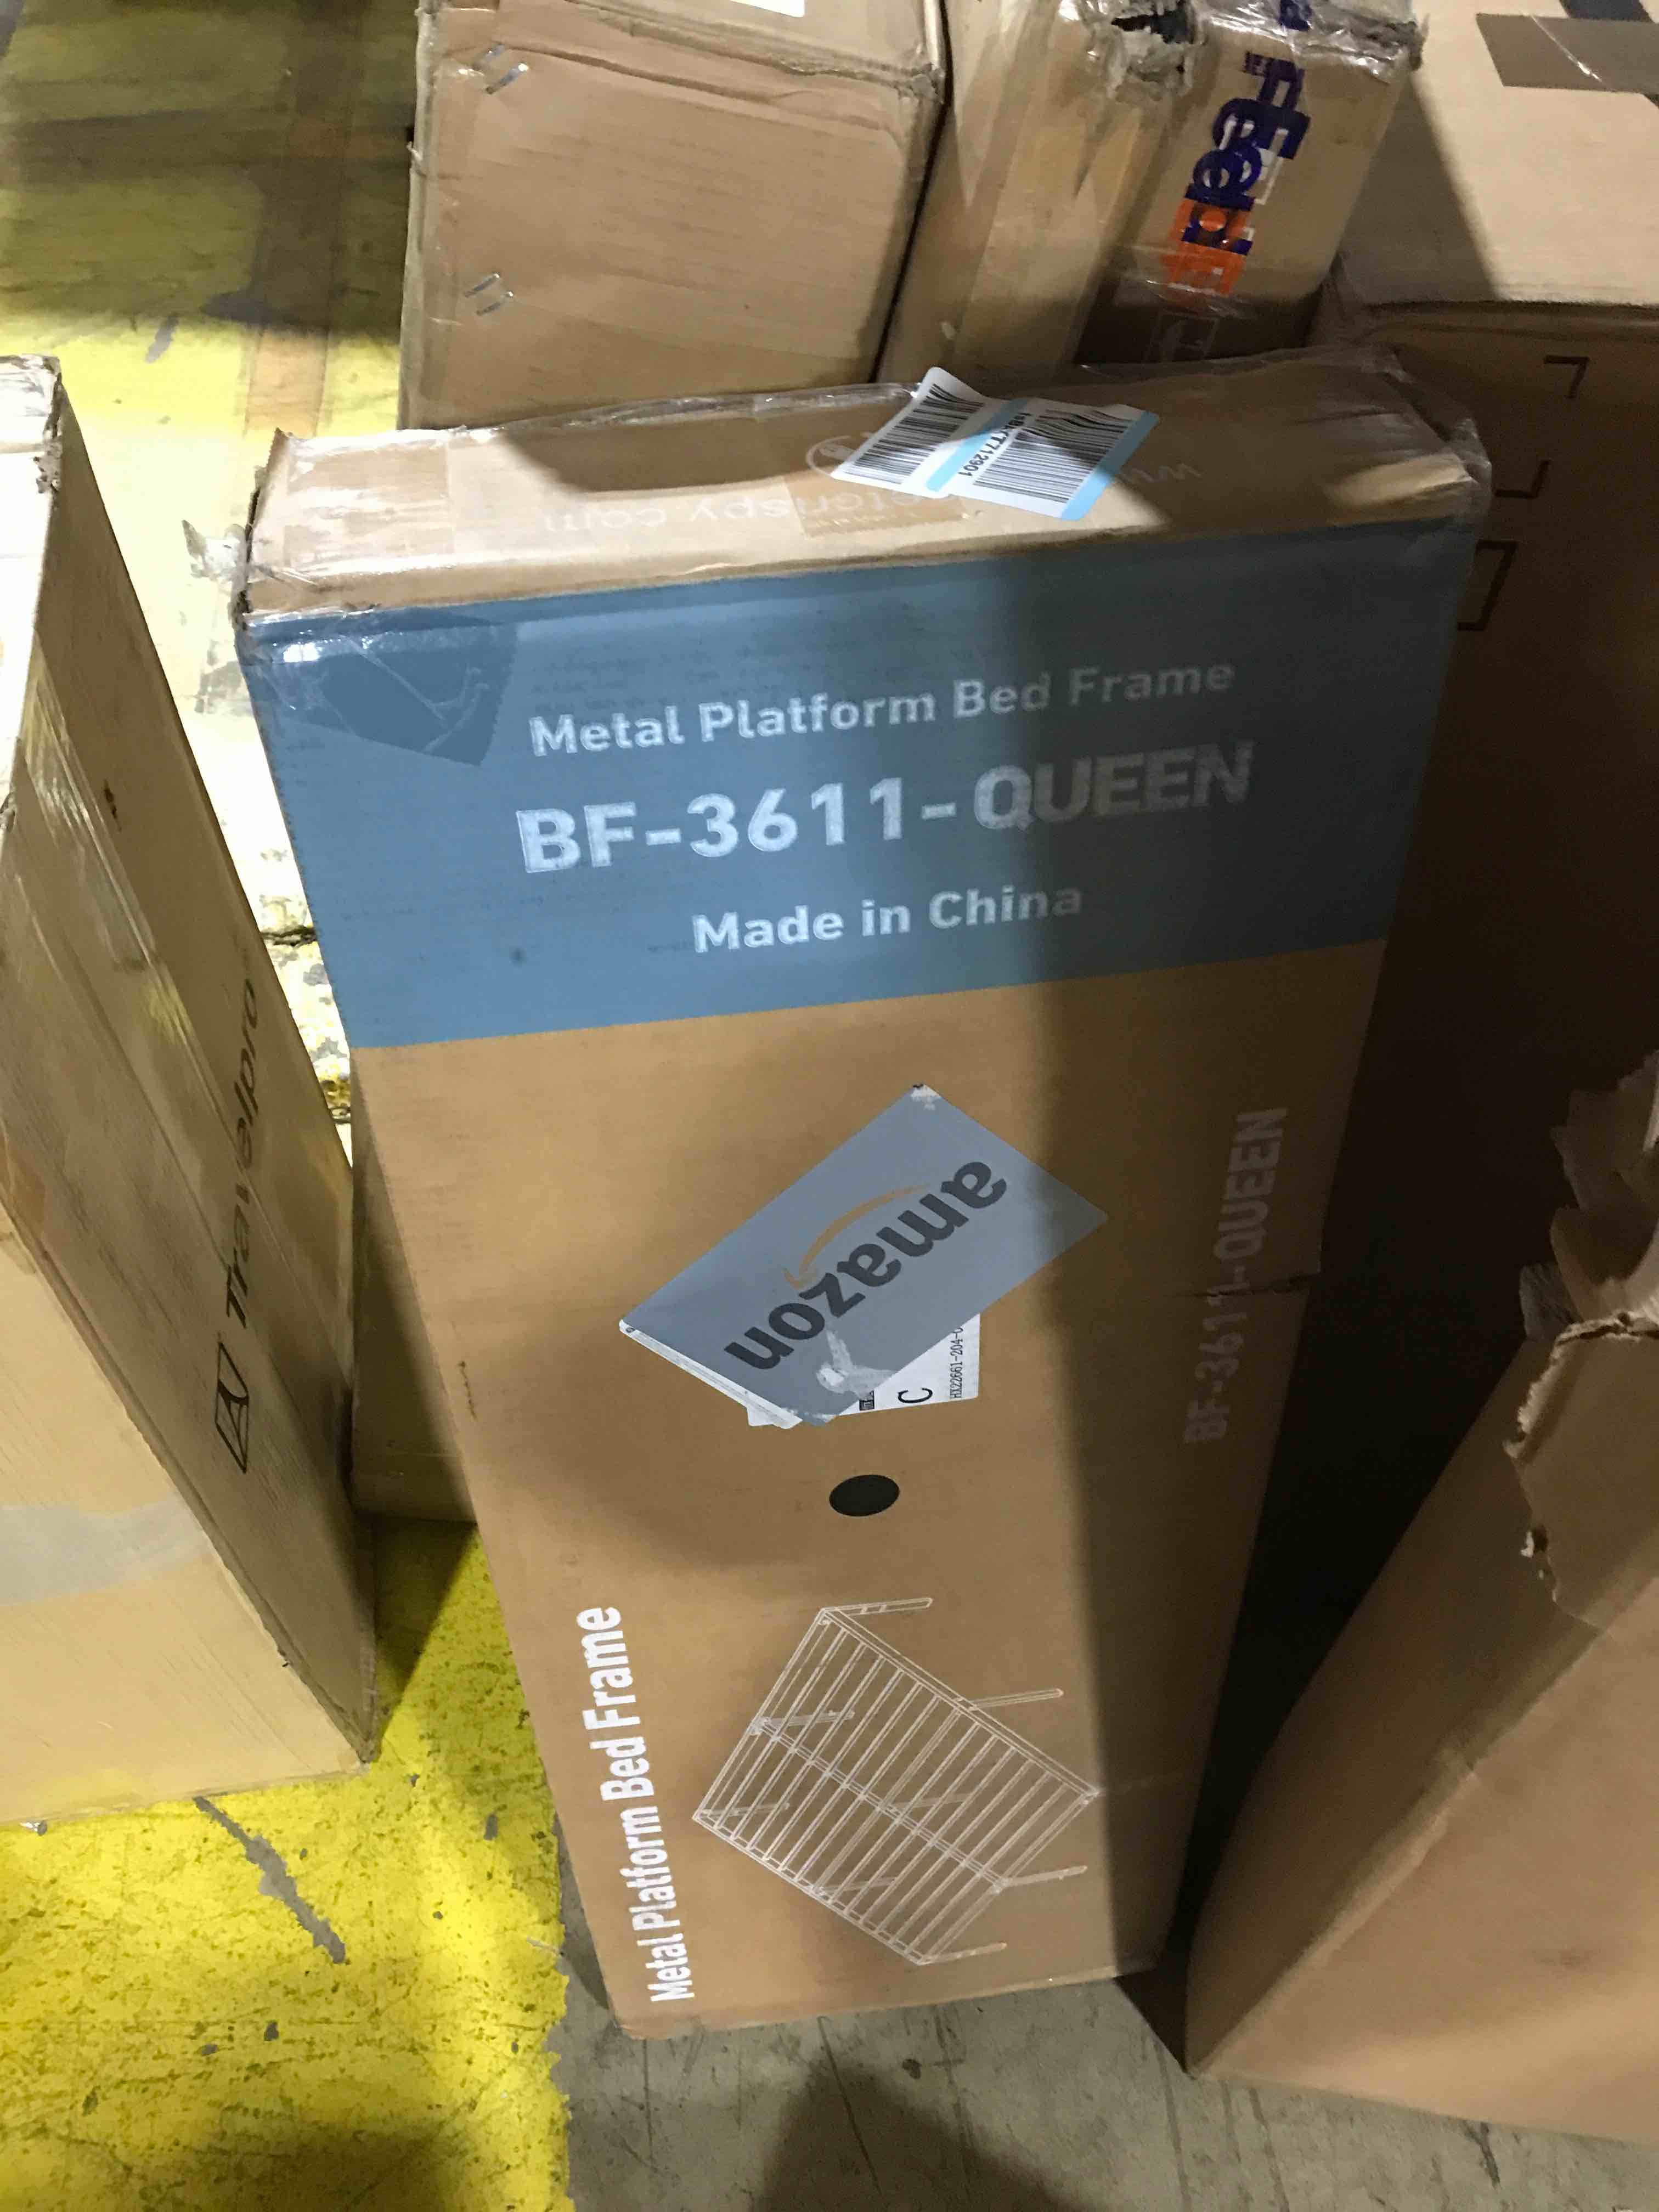 FedEx
Metal Platform Bed Frame
BF-3611-QUEEN
Made in China
Travelpro
amazon
C
BF-3611-QUEEN
Metal Platform Bed Frame